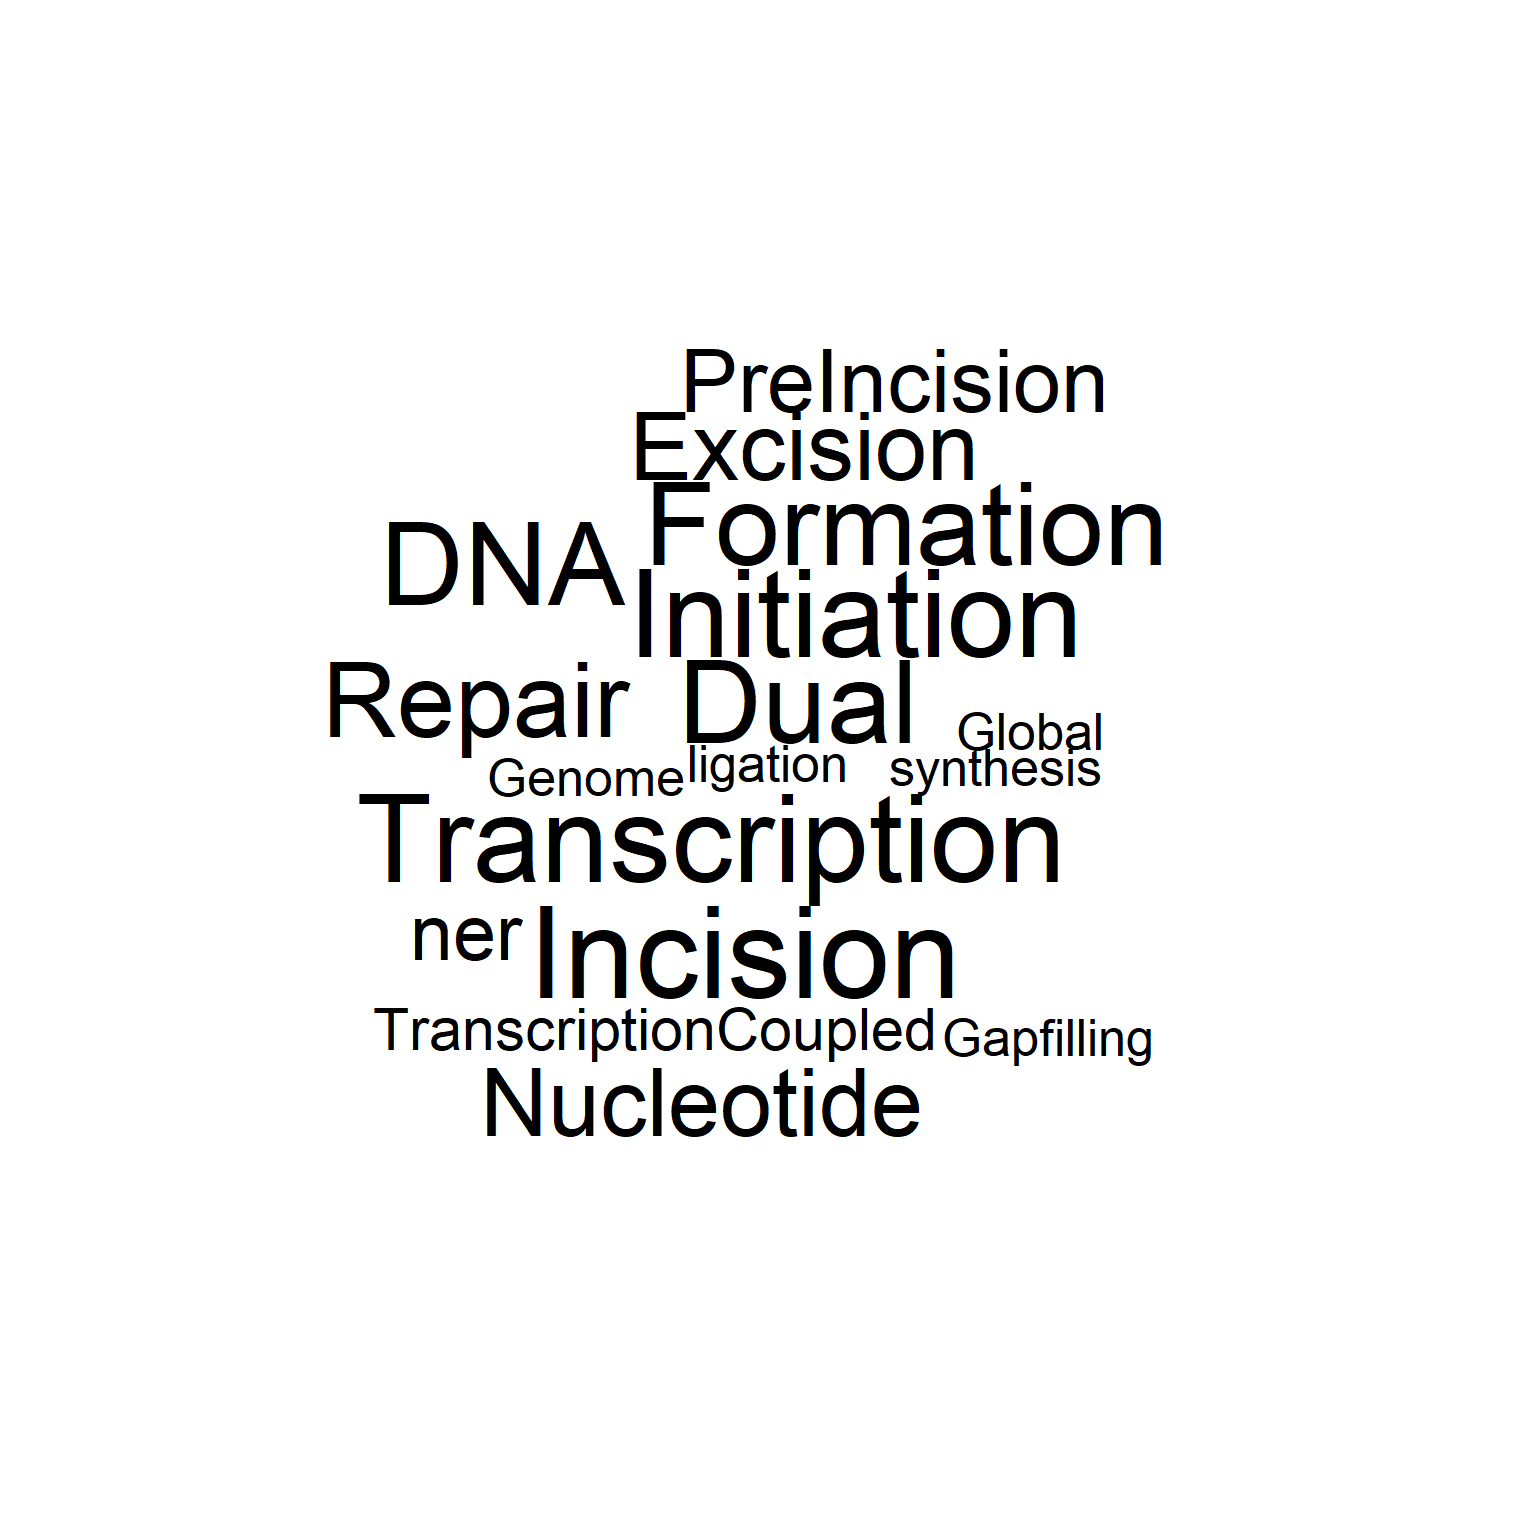 PreIncision
Excision
Formation
DNA
Initiation
Repair Dual
Global
Genome ligation synthesis
Transcription
ner Incision
TranscriptionCoupled Gapfilling
Nucleotide